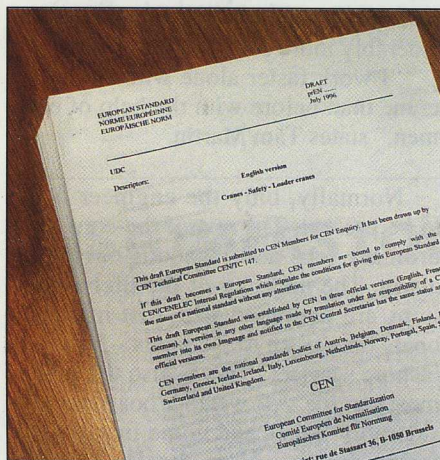 EUROPEAN STANDARD
NORME EUROPÉENNE
EUROPÄISCHE NORM
DRAFT
prEN ......
July 1996
UDC
Descriptors:
English version
Cranes - Safety - Loader cranes
This draft European Standard is submitted to CEN Members for CEN Enquiry. It has been drawn up by
CEN Technical Committee CEN/TC 147.
If this draft becomes a European Standard, CEN members are bound to comply with the
CEN/CENELEC Internal Regulations which stipulate the conditions for giving this European Standard
the status of a national standard without any alteration.
This draft European Standard was established by CEN in three official versions (English, French
German). A version in any other language made by translation under the responsibility of a C
member into its own language and notified to the CEN Central Secretariat has the same status a
official versions.
CEN members are the national standards bodies of Austria, Belgium, Denmark, Finland,
Germany, Greece, Iceland, Ireland, Italy, Luxembourg, Netherlands, Norway, Portugal, Spain,
Switzerland and United Kingdom.
CEN
European Committee for Standardization
Comité Européen de Normalisation
Europäisches Komitee für Normung
rue de Stassart 36, B-1050 Brussels